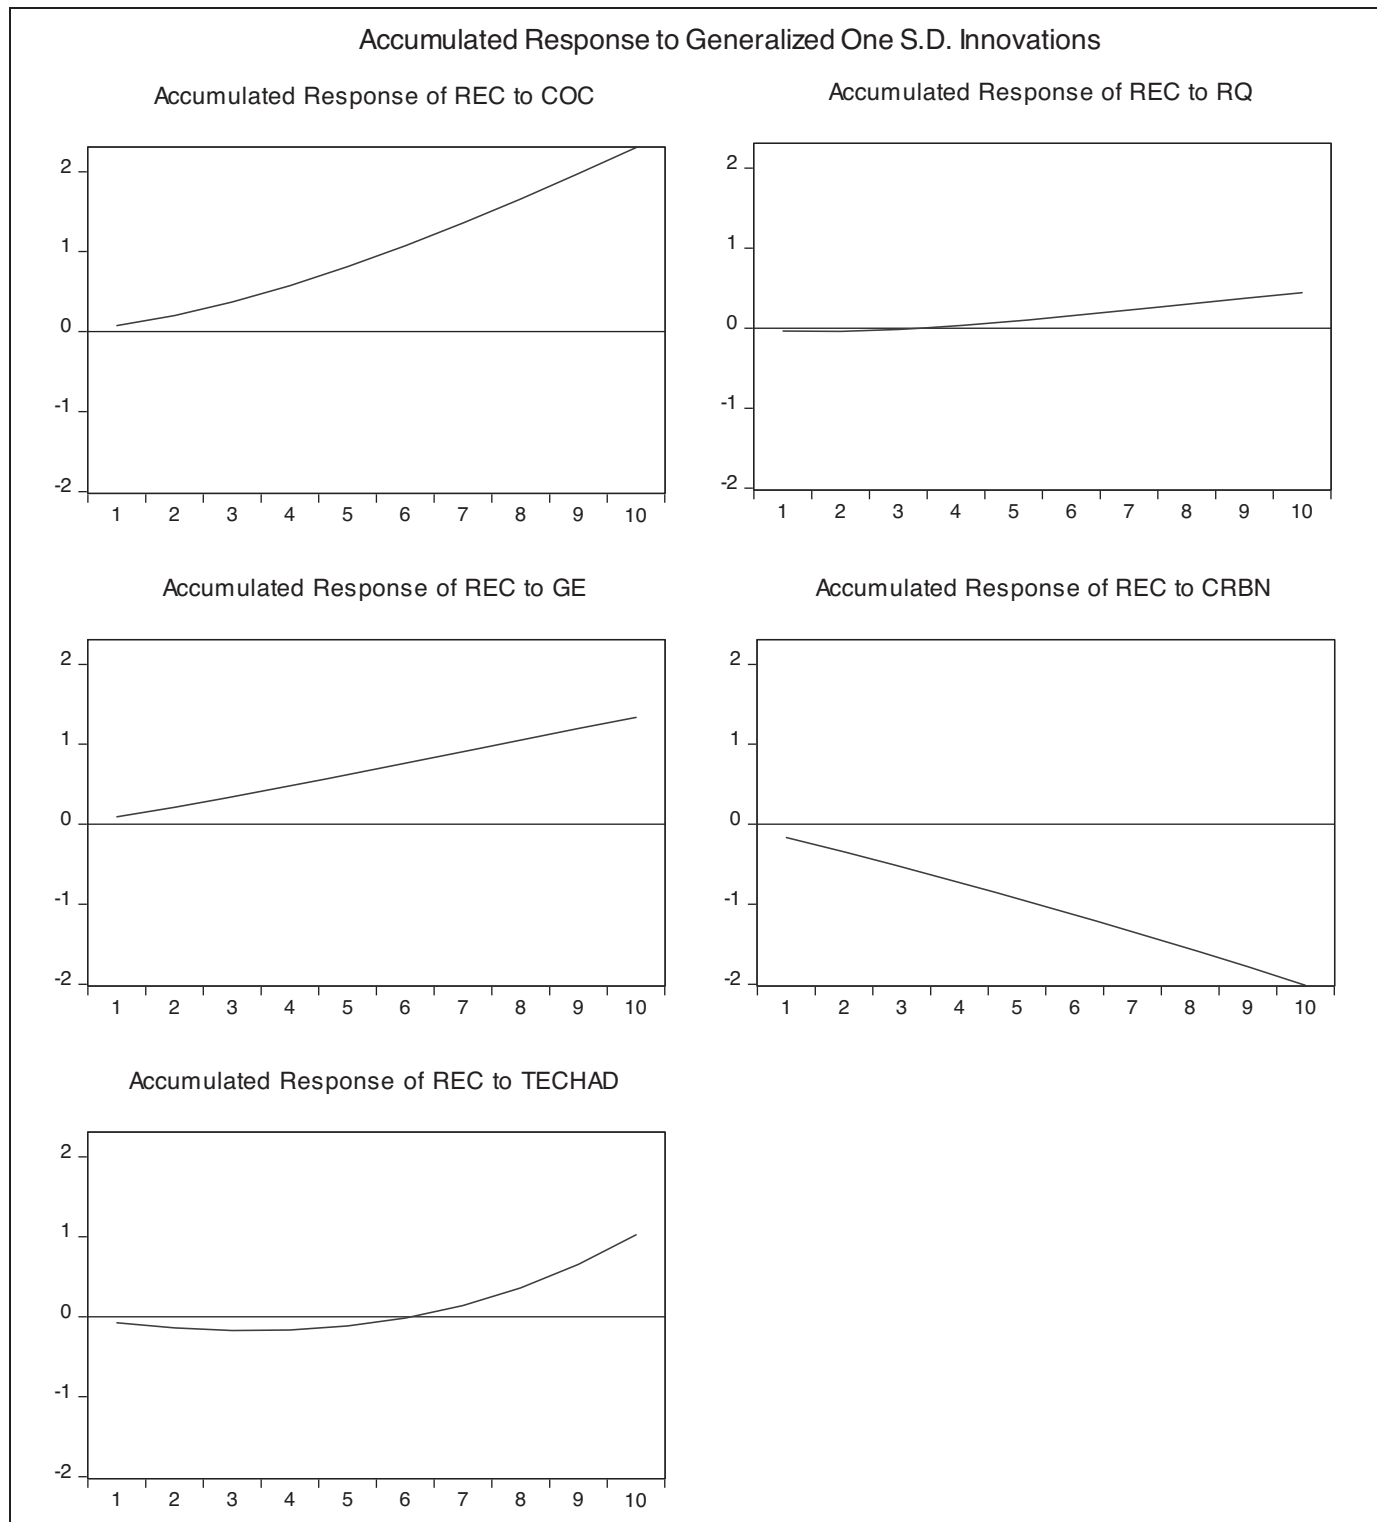 Accumulated Response to Generalized One S.D. Innovations
Accumulated Response of REC to COC
2
1
0
-1
-2
1 2 3 4 5 6 7 8 9 10
Accumulated Response of REC to RQ
2
1
0
-1
-2
1 2 3 4 5 6 7 8 9 10
Accumulated Response of REC to GE
2
1
0
-1
-2
1 2 3 4 5 6 7 8 9 10
Accumulated Response of REC to CRBN
2
1
0
-1
-2
1 2 3 4 5 6 7 8 9 10
Accumulated Response of REC to TECHAD
2
1
0
-1
-2
1 2 3 4 5 6 7 8 9 10